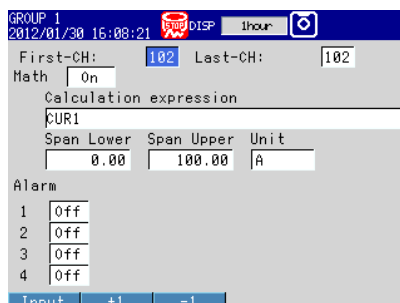 GROUP 1
2012/01/30 16:08:21 STOP DISP 1hour
First-CH: 102 Last-CH: 102
Math On
Calculation expression
CUR1
Span Lower Span Upper Unit
0.00 100.00 A
Alarm
1 Off
2 Off
3 Off
4 Off
Input +1 -1